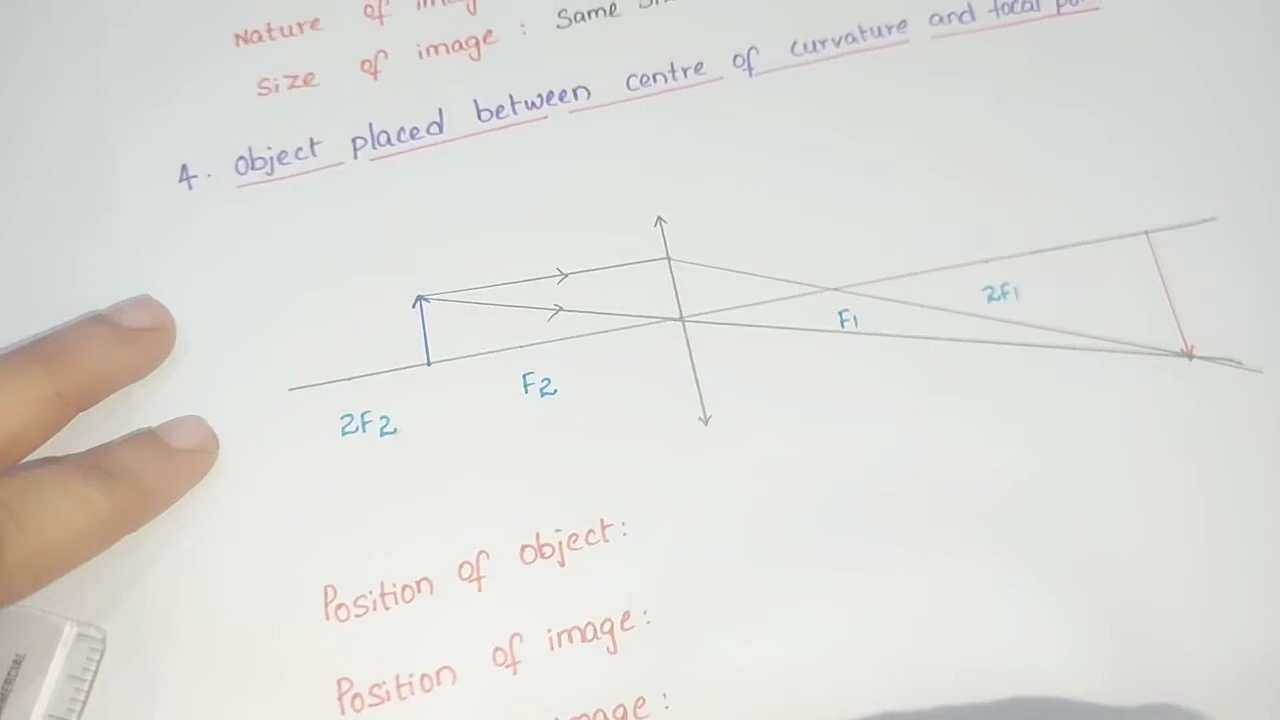 Nature of
Size of image : Same
4. object placed between centre of curvature and focal
2F1
F1
F2
2F2
Position of object:
Position of image:
image: